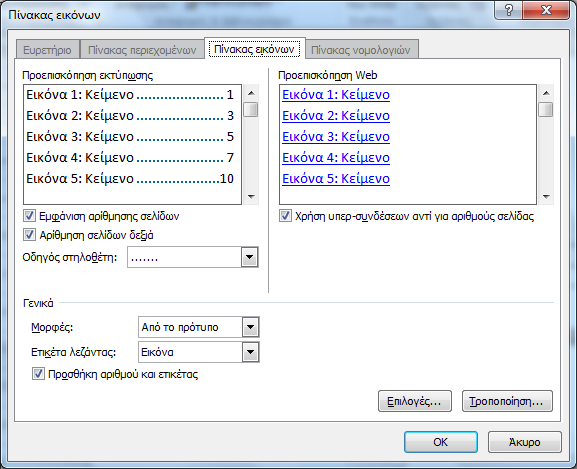 Πίνακας εικόνων
Ευρετήριο Πίνακας περιεχομένων Πίνακας εικόνων Πίνακας νομολογιών
Προεπισκόπηση εκτύπωσης
Εικόνα 1: Κείμενο ........................ 1
Εικόνα 2: Κείμενο ........................ 3
Εικόνα 3: Κείμενο ........................ 5
Εικόνα 4: Κείμενο ........................ 7
Εικόνα 5: Κείμενο .......................10
Εμφάνιση αρίθμησης σελίδων
Αρίθμηση σελίδων δεξιά
Οδηγός στηλοθέτη: .......
Προεπισκόπηση Web
Εικόνα 1: Κείμενο
Εικόνα 2: Κείμενο
Εικόνα 3: Κείμενο
Εικόνα 4: Κείμενο
Εικόνα 5: Κείμενο
Χρήση υπερ-συνδέσεων αντί για αριθμούς σελίδας
Γενικά
Μορφές: Από το πρότυπο
Ετικέτα λεζάντας: Εικόνα
Προσθήκη αριθμού και ετικέτας
Επιλογές... Τροποποίηση...
OK Άκυρο